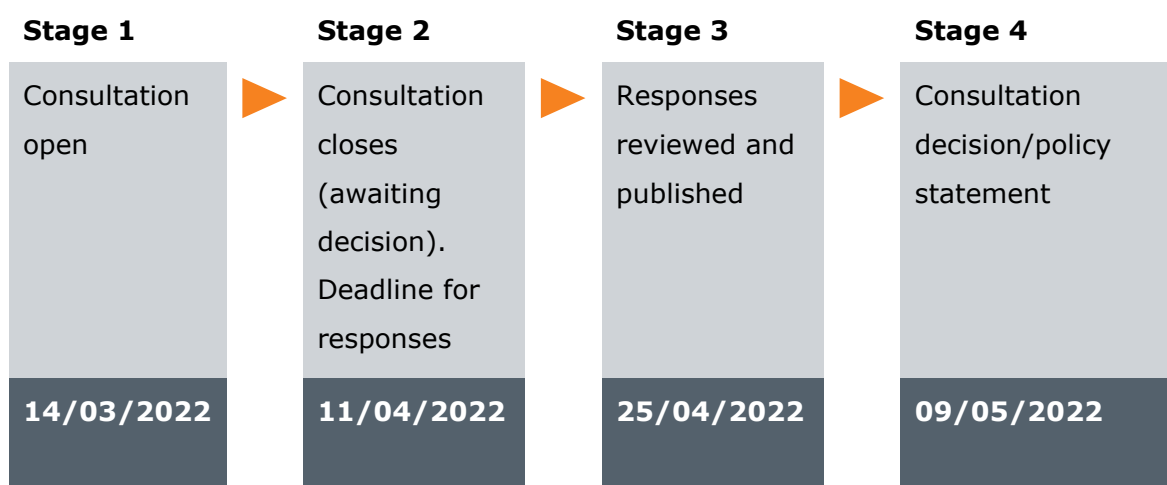 Stage 1
Consultation
open
14/03/2022
Stage 2
Consultation
closes
(awaiting
decision).
Deadline for
responses
11/04/2022
Stage 3
Responses
reviewed and
published
25/04/2022
Stage 4
Consultation
decision/policy
statement
09/05/2022